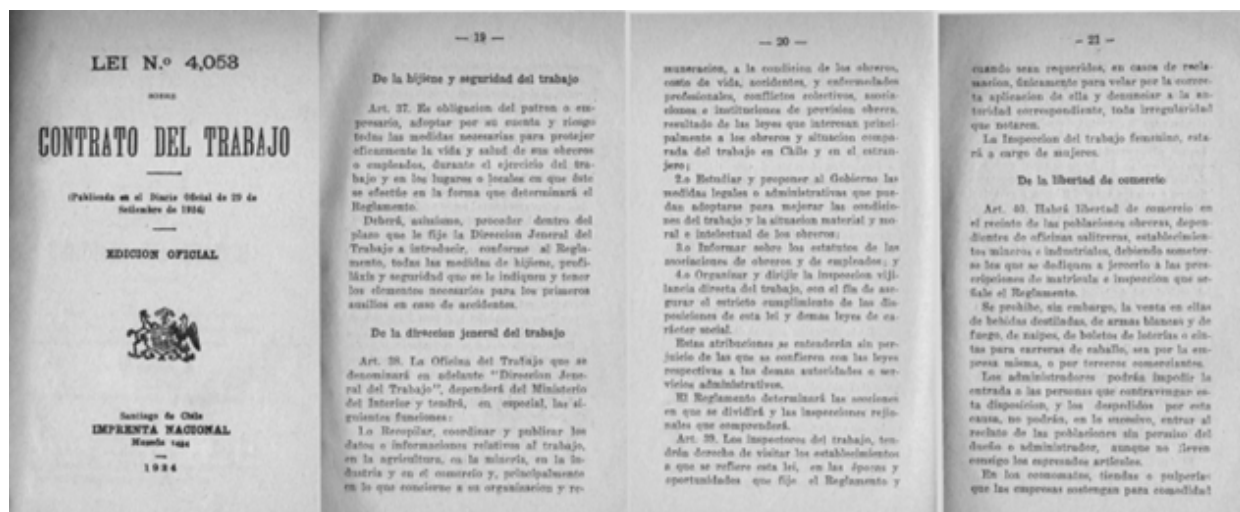 LEI N.º 4,053
SOBRE
CONTRATO DEL TRABAJO
(Publicada en el Diario Oficial de 29 de
Setiembre de 1924)
EDICION OFICIAL
Santiago de Chile
IMPRENTA NACIONAL
Moneda 1434
1924
— 19 —
De la hijiene y seguridad del trabajo
Art. 37. Es obligacion del patron o em-
presario, adoptar por su cuenta y riesgo
todas las medidas necesarias para protejer
eficazmente la vida y salud de sus obreros
o empleados, durante el ejercicio del tra-
bajo y en los lugares o locales en que éste
se efectúe en la forma que determinará el
Reglamento.
Deberá, asimismo, proceder dentro del
plazo que le fije la Direccion Jeneral del
Trabajo a introducir, conforme al Regla-
mento, todas las medidas de hijiene, profi-
láxis y seguridad que se le indiquen y tener
los elementos necesarios para los primeros
auxilios en caso de accidentes.
De la direccion jeneral del trabajo
Art. 38. La Oficina del Trabajo que se
denominará en adelante "Direccion Jene-
ral del Trabajo", dependerá del Ministerio
del Interior y tendrá, en especial, las si-
guientes funciones:
1.o Recopilar, coordinar y publicar los
datos e informaciones relativos al trabajo,
en la agricultura, en la minería, en la in-
dustria y en el comercio y, principalmente
en lo que concierne a su organizacion y re-
— 20 —
muneracion, a la condicion de los obreros,
costo de vida, accidentes, y enfermedades
profesionales, conflictos colectivos, asocia-
ciones e instituciones de prevision obrera,
resultado de las leyes que interesan princi-
palmente a los obreros y situacion compa-
rada del trabajo en Chile y en el estran-
jero;
2.o Estudiar y proponer al Gobierno las
medidas legales o administrativas que pue-
dan adoptarse para mejorar las condicio-
nes del trabajo y la situacion material y mo-
ral e intelectual de los obreros;
3.o Informar sobre los estatutos de las
asociaciones de obreros y de empleados; y
4.o Organizar y dirijir la inspeccion viji-
lancia directa del trabajo, con el fin de ase-
gurar el estricto cumplimiento de las dis-
posiciones de esta lei y demas leyes de ca-
rácter social.
Estas atribuciones se entenderán sin per-
juicio de las que se confieren con las leyes
respectivas a las demas autoridades o ser-
vicios administrativos.
El Reglamento determinará las secciones
en que se dividirá y las inspecciones rejio-
nales que comprenderá.
Art. 39. Los inspectores del trabajo, ten-
drán derecho de visitar los establecimientos
a que se refiere esta lei, en las épocas y
oportunidades que fije el Reglamento y
— 21 —
cuando sean requeridos, en casos de recla-
macion, únicamente para velar por la correc-
ta aplicacion de ella y denunciar a la au-
toridad correspondiente, toda irregularidad
que notaren.
La Inspeccion del trabajo femenino, esta-
rá a cargo de mujeres.
De la libertad de comercio
Art. 40. Habrá libertad de comercio en
el recinto de las poblaciones obreras, depen-
dientes de oficinas salitreras, establecimien-
tos mineros e industriales, debiendo someter-
se los que se dediquen a jercerlo a las pres-
cripciones de matrícula e inspeccion que se-
ñale el Reglamento.
Se prohibe, sin embargo, la venta en ellas
de bebidas destiladas, de armas blancas y de
fuego, de naipes, de boletos de loterías o cin-
tas para carreras de caballo, sea por la em-
presa misma, o por terceros comerciantes.
Los administradores podrán impedir la
entrada a las personas que contravengan es-
ta disposicion, y los despedidos por esta
causa, no podrán, en lo sucesivo, entrar al
recinto de las poblaciones sin permiso del
dueño o administrador, aunque no lleven
consigo los espresados artículos.
En los economatos, tiendas o pulpería
que las empresas sostengan para comodidad